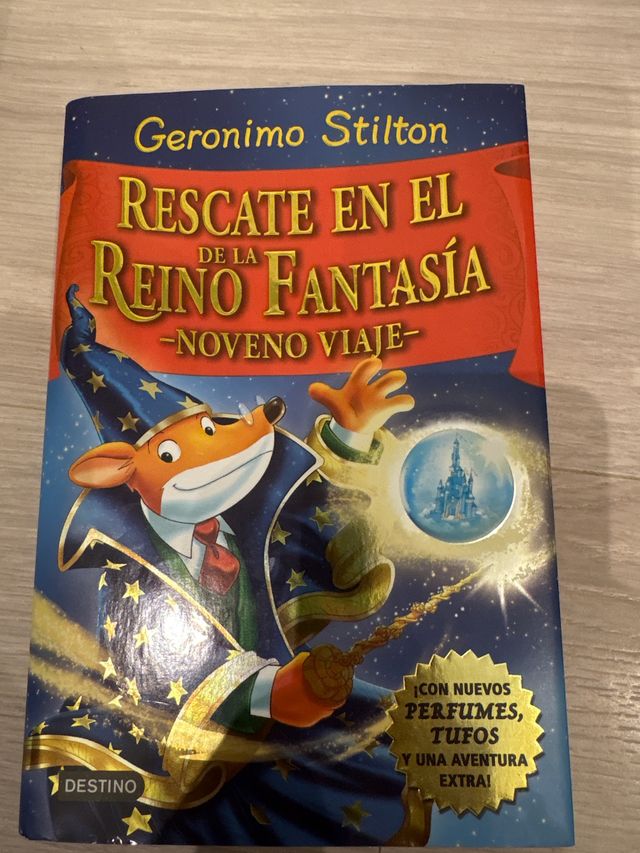 Geronimo Stilton
RESCATE EN EL
DE LA
REINO FANTASÍA
-NOVENO VIAJE-
¡CON NUEVOS
PERFUMES,
TUFOS
Y UNA AVENTURA
EXTRA!
DESTINO